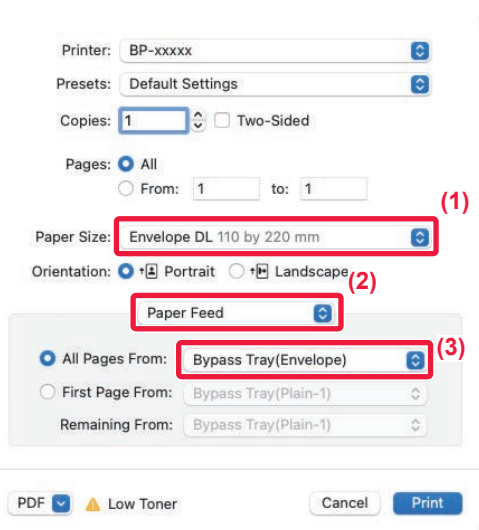 Printer: BP-xxxxx
Presets: Default Settings
Copies: 1 Two-Sided
Pages: All
From: 1 to: 1
(1)
Paper Size: Envelope DL 110 by 220 mm
Orientation: Portrait Landscape
(2)
Paper Feed
(3)
All Pages From: Bypass Tray(Envelope)
First Page From: Bypass Tray(Plain-1)
Remaining From: Bypass Tray(Plain-1)
PDF Low Toner Cancel Print